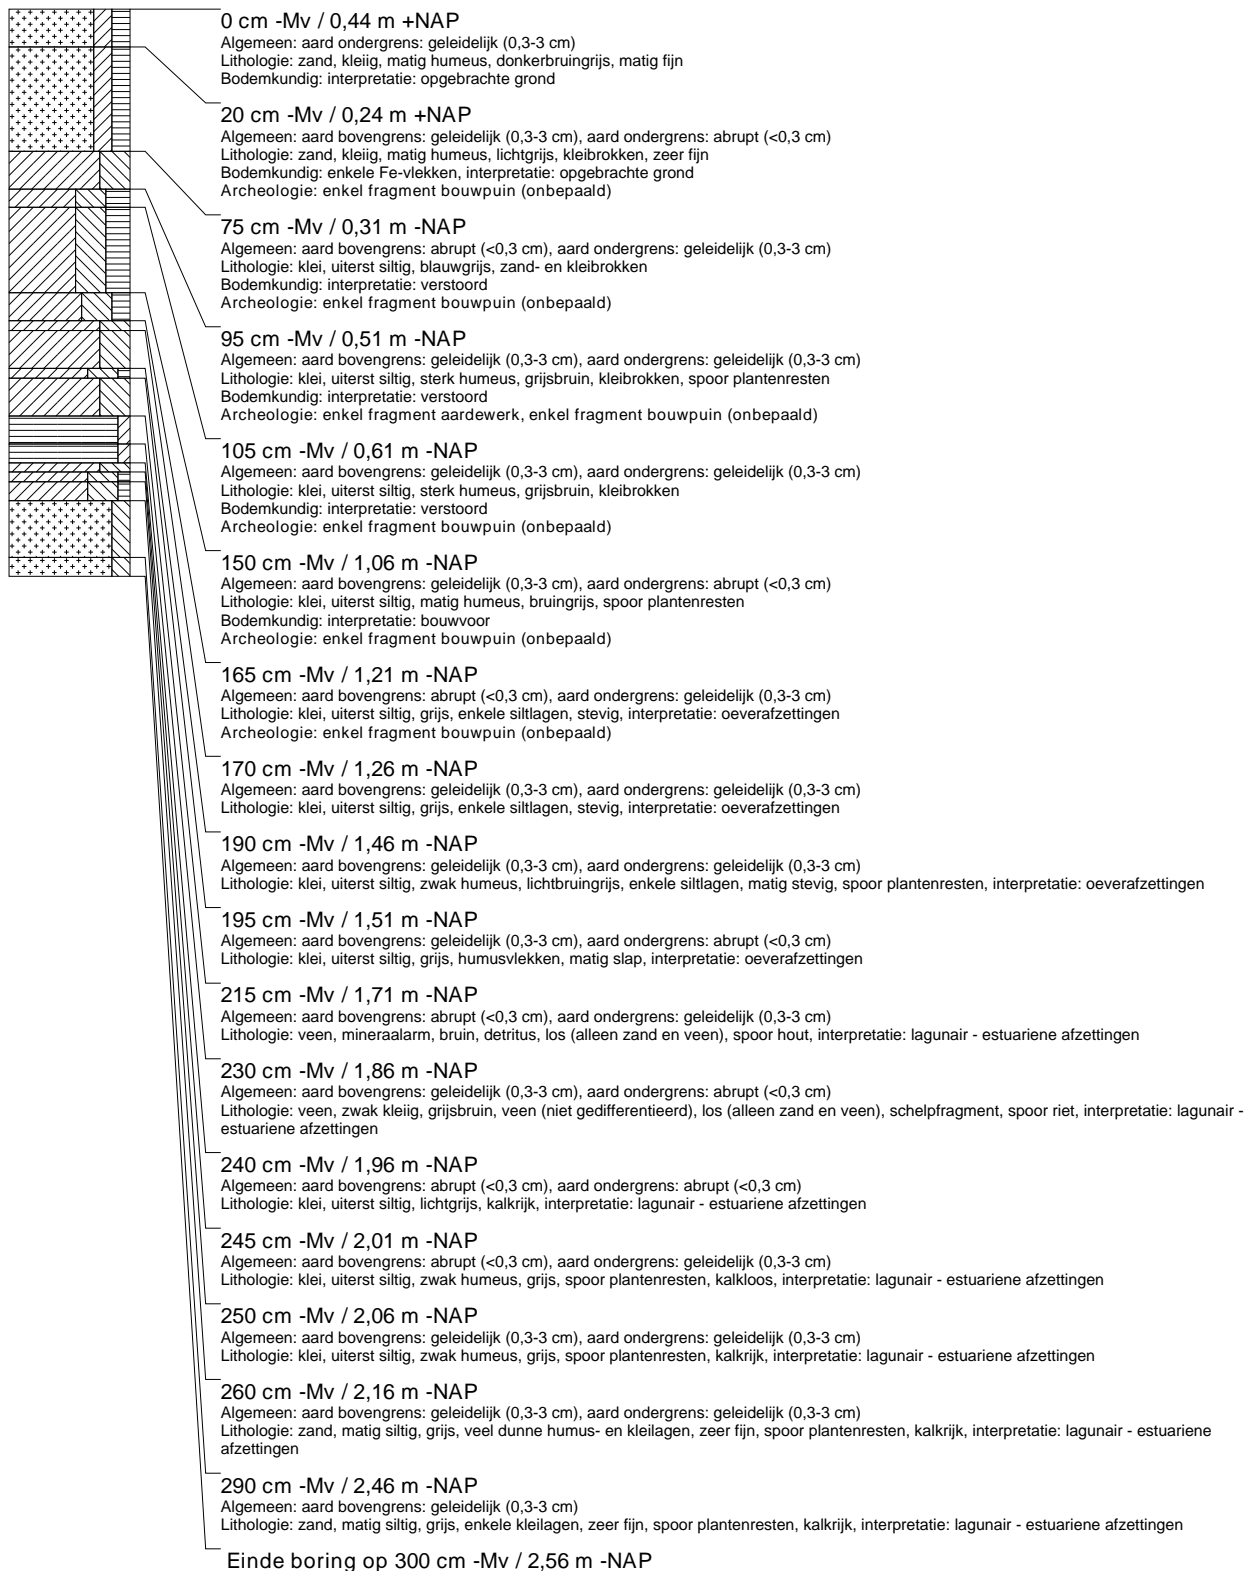 0 cm -Mv / 0,44 m +NAP
Algemeen: aard ondergrens: geleidelijk (0,3-3 cm)
Lithologie: zand, kleiig, matig humeus, donkerbruingrijs, matig fijn
Bodemkundig: interpretatie: opgebrachte grond
20 cm -Mv / 0,24 m +NAP
Algemeen: aard bovengrens: geleidelijk (0,3-3 cm), aard ondergrens: abrupt (<0,3 cm)
Lithologie: zand, kleiig, matig humeus, lichtgrijs, kleibrokken, zeer fijn
Bodemkundig: enkele Fe-vlekken, interpretatie: opgebrachte grond
Archeologie: enkel fragment bouwpuin (onbepaald)
75 cm -Mv / 0,31 m -NAP
Algemeen: aard bovengrens: abrupt (<0,3 cm), aard ondergrens: geleidelijk (0,3-3 cm)
Lithologie: klei, uiterst siltig, blauwgrijs, zand- en kleibrokken
Bodemkundig: interpretatie: verstoord
Archeologie: enkel fragment bouwpuin (onbepaald)
95 cm -Mv / 0,51 m -NAP
Algemeen: aard bovengrens: geleidelijk (0,3-3 cm), aard ondergrens: geleidelijk (0,3-3 cm)
Lithologie: klei, uiterst siltig, sterk humeus, grijsbruin, kleibrokken, spoor plantenresten
Bodemkundig: interpretatie: verstoord
Archeologie: enkel fragment aardewerk, enkel fragment bouwpuin (onbepaald)
105 cm -Mv / 0,61 m -NAP
Algemeen: aard bovengrens: geleidelijk (0,3-3 cm), aard ondergrens: geleidelijk (0,3-3 cm)
Lithologie: klei, uiterst siltig, sterk humeus, grijsbruin, kleibrokken
Bodemkundig: interpretatie: verstoord
Archeologie: enkel fragment bouwpuin (onbepaald)
150 cm -Mv / 1,06 m -NAP
Algemeen: aard bovengrens: geleidelijk (0,3-3 cm), aard ondergrens: abrupt (<0,3 cm)
Lithologie: klei, uiterst siltig, matig humeus, bruingrijs, spoor plantenresten
Bodemkundig: interpretatie: bouwvoor
Archeologie: enkel fragment bouwpuin (onbepaald)
165 cm -Mv / 1,21 m -NAP
Algemeen: aard bovengrens: abrupt (<0,3 cm), aard ondergrens: geleidelijk (0,3-3 cm)
Lithologie: klei, uiterst siltig, grijs, enkele siltlagen, stevig, interpretatie: oeverafzettingen
Archeologie: enkel fragment bouwpuin (onbepaald)
170 cm -Mv / 1,26 m -NAP
Algemeen: aard bovengrens: geleidelijk (0,3-3 cm), aard ondergrens: geleidelijk (0,3-3 cm)
Lithologie: klei, uiterst siltig, grijs, enkele siltlagen, stevig, interpretatie: oeverafzettingen
190 cm -Mv / 1,46 m -NAP
Algemeen: aard bovengrens: geleidelijk (0,3-3 cm), aard ondergrens: geleidelijk (0,3-3 cm)
Lithologie: klei, uiterst siltig, zwak humeus, lichtbruingrijs, enkele siltlagen, matig stevig, spoor plantenresten, interpretatie: oeverafzettingen
195 cm -Mv / 1,51 m -NAP
Algemeen: aard bovengrens: geleidelijk (0,3-3 cm), aard ondergrens: abrupt (<0,3 cm)
Lithologie: klei, uiterst siltig, grijs, humusvlekken, matig slap, interpretatie: oeverafzettingen
215 cm -Mv / 1,71 m -NAP
Algemeen: aard bovengrens: abrupt (<0,3 cm), aard ondergrens: geleidelijk (0,3-3 cm)
Lithologie: veen, mineraalarm, bruin, detritus, los (alleen zand en veen), spoor hout, interpretatie: lagunair - estuariene afzettingen
230 cm -Mv / 1,86 m -NAP
Algemeen: aard bovengrens: geleidelijk (0,3-3 cm), aard ondergrens: abrupt (<0,3 cm)
Lithologie: veen, zwak kleiig, grijsbruin, veen (niet gedifferentieerd), los (alleen zand en veen), schelpfragment, spoor riet, interpretatie: lagunair -
estuariene afzettingen
240 cm -Mv / 1,96 m -NAP
Algemeen: aard bovengrens: abrupt (<0,3 cm), aard ondergrens: abrupt (<0,3 cm)
Lithologie: klei, uiterst siltig, lichtgrijs, kalkrijk, interpretatie: lagunair - estuariene afzettingen
245 cm -Mv / 2,01 m -NAP
Algemeen: aard bovengrens: abrupt (<0,3 cm), aard ondergrens: geleidelijk (0,3-3 cm)
Lithologie: klei, uiterst siltig, zwak humeus, grijs, spoor plantenresten, kalkloos, interpretatie: lagunair - estuariene afzettingen
250 cm -Mv / 2,06 m -NAP
Algemeen: aard bovengrens: geleidelijk (0,3-3 cm), aard ondergrens: geleidelijk (0,3-3 cm)
Lithologie: klei, uiterst siltig, zwak humeus, grijs, spoor plantenresten, kalkrijk, interpretatie: lagunair - estuariene afzettingen
260 cm -Mv / 2,16 m -NAP
Algemeen: aard bovengrens: geleidelijk (0,3-3 cm), aard ondergrens: geleidelijk (0,3-3 cm)
Lithologie: zand, matig siltig, grijs, veel dunne humus- en kleilagen, zeer fijn, spoor plantenresten, kalkrijk, interpretatie: lagunair - estuariene
afzettingen
290 cm -Mv / 2,46 m -NAP
Algemeen: aard bovengrens: geleidelijk (0,3-3 cm)
Lithologie: zand, matig siltig, grijs, enkele kleilagen, zeer fijn, spoor plantenresten, kalkrijk, interpretatie: lagunair - estuariene afzettingen
Einde boring op 300 cm -Mv / 2,56 m -NAP